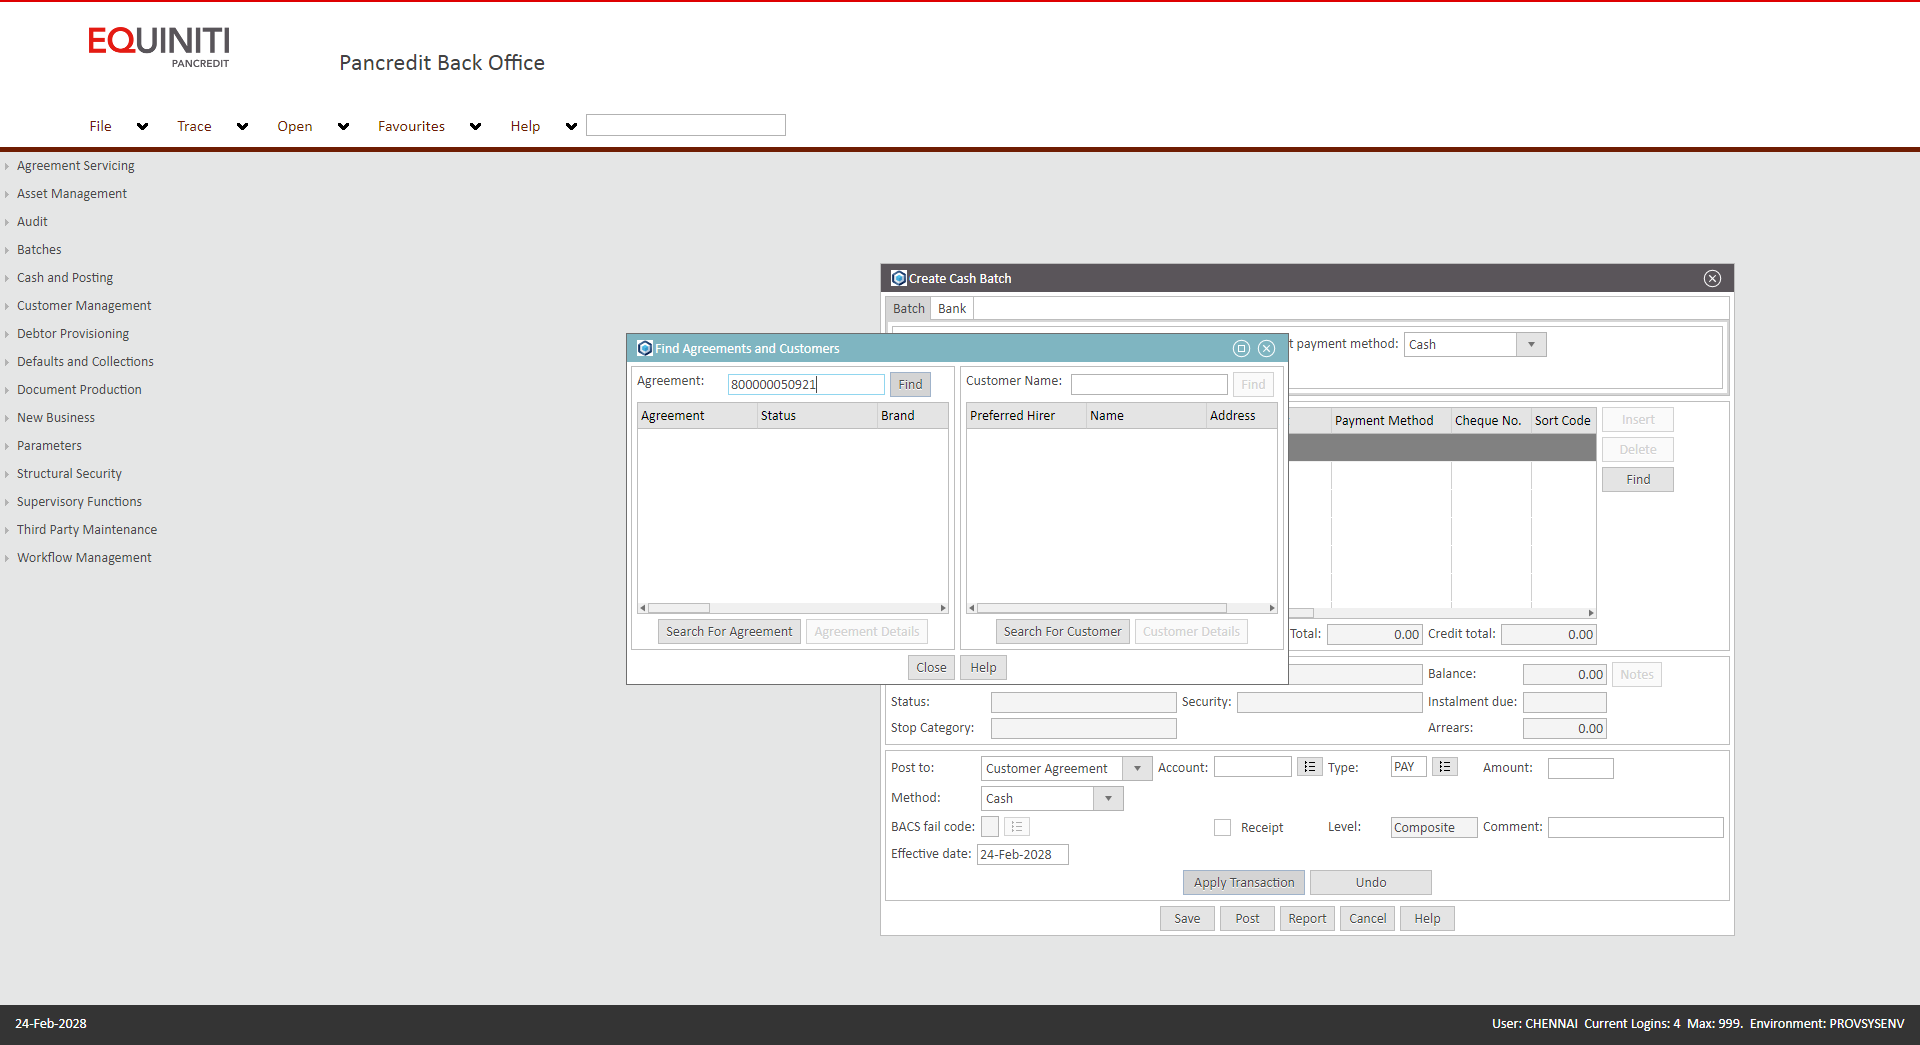 EQUINITI
PANCREDIT
Pancredit Back Office
File Trace Open Favourites Help
Agreement Servicing
Asset Management
Audit
Batches
Cash and Posting
Customer Management
Debtor Provisioning
Defaults and Collections
Document Production
New Business
Parameters
Structural Security
Supervisory Functions
Third Party Maintenance
Workflow Management
Create Cash Batch
Batch Bank
t payment method: Cash
Find Agreements and Customers
Agreement: 800000050921 Find
Customer Name: Find
Agreement Status Brand
Preferred Hirer Name Address
Search For Agreement Agreement Details
Search For Customer Customer Details
Close Help
Payment Method Cheque No. Sort Code
Insert
Delete
Find
Total: 0.00 Credit total: 0.00
Balance: 0.00 Notes
Status: Security: Instalment due:
Stop Category: Arrears: 0.00
Post to: Customer Agreement Account: Type: PAY Amount:
Method: Cash
BACS fail code: Receipt Level: Composite Comment:
Effective date: 24-Feb-2028
Apply Transaction Undo
Save Post Report Cancel Help
24-Feb-2028
User: CHENNAI Current Logins: 4 Max: 999. Environment: PROVSYSENV